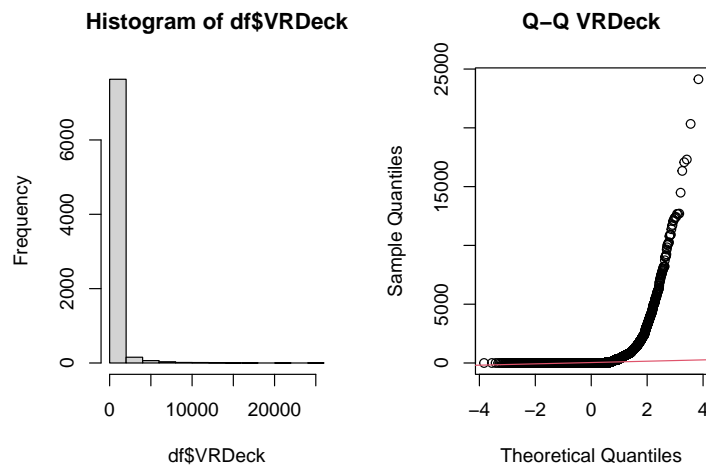 Histogram of df$VRDeck
Frequency
0
2000
4000
6000
0
10000
20000
df$VRDeck
Q−Q VRDeck
Sample Quantiles
0
5000
15000
25000
−4
−2
0
2
4
Theoretical Quantiles